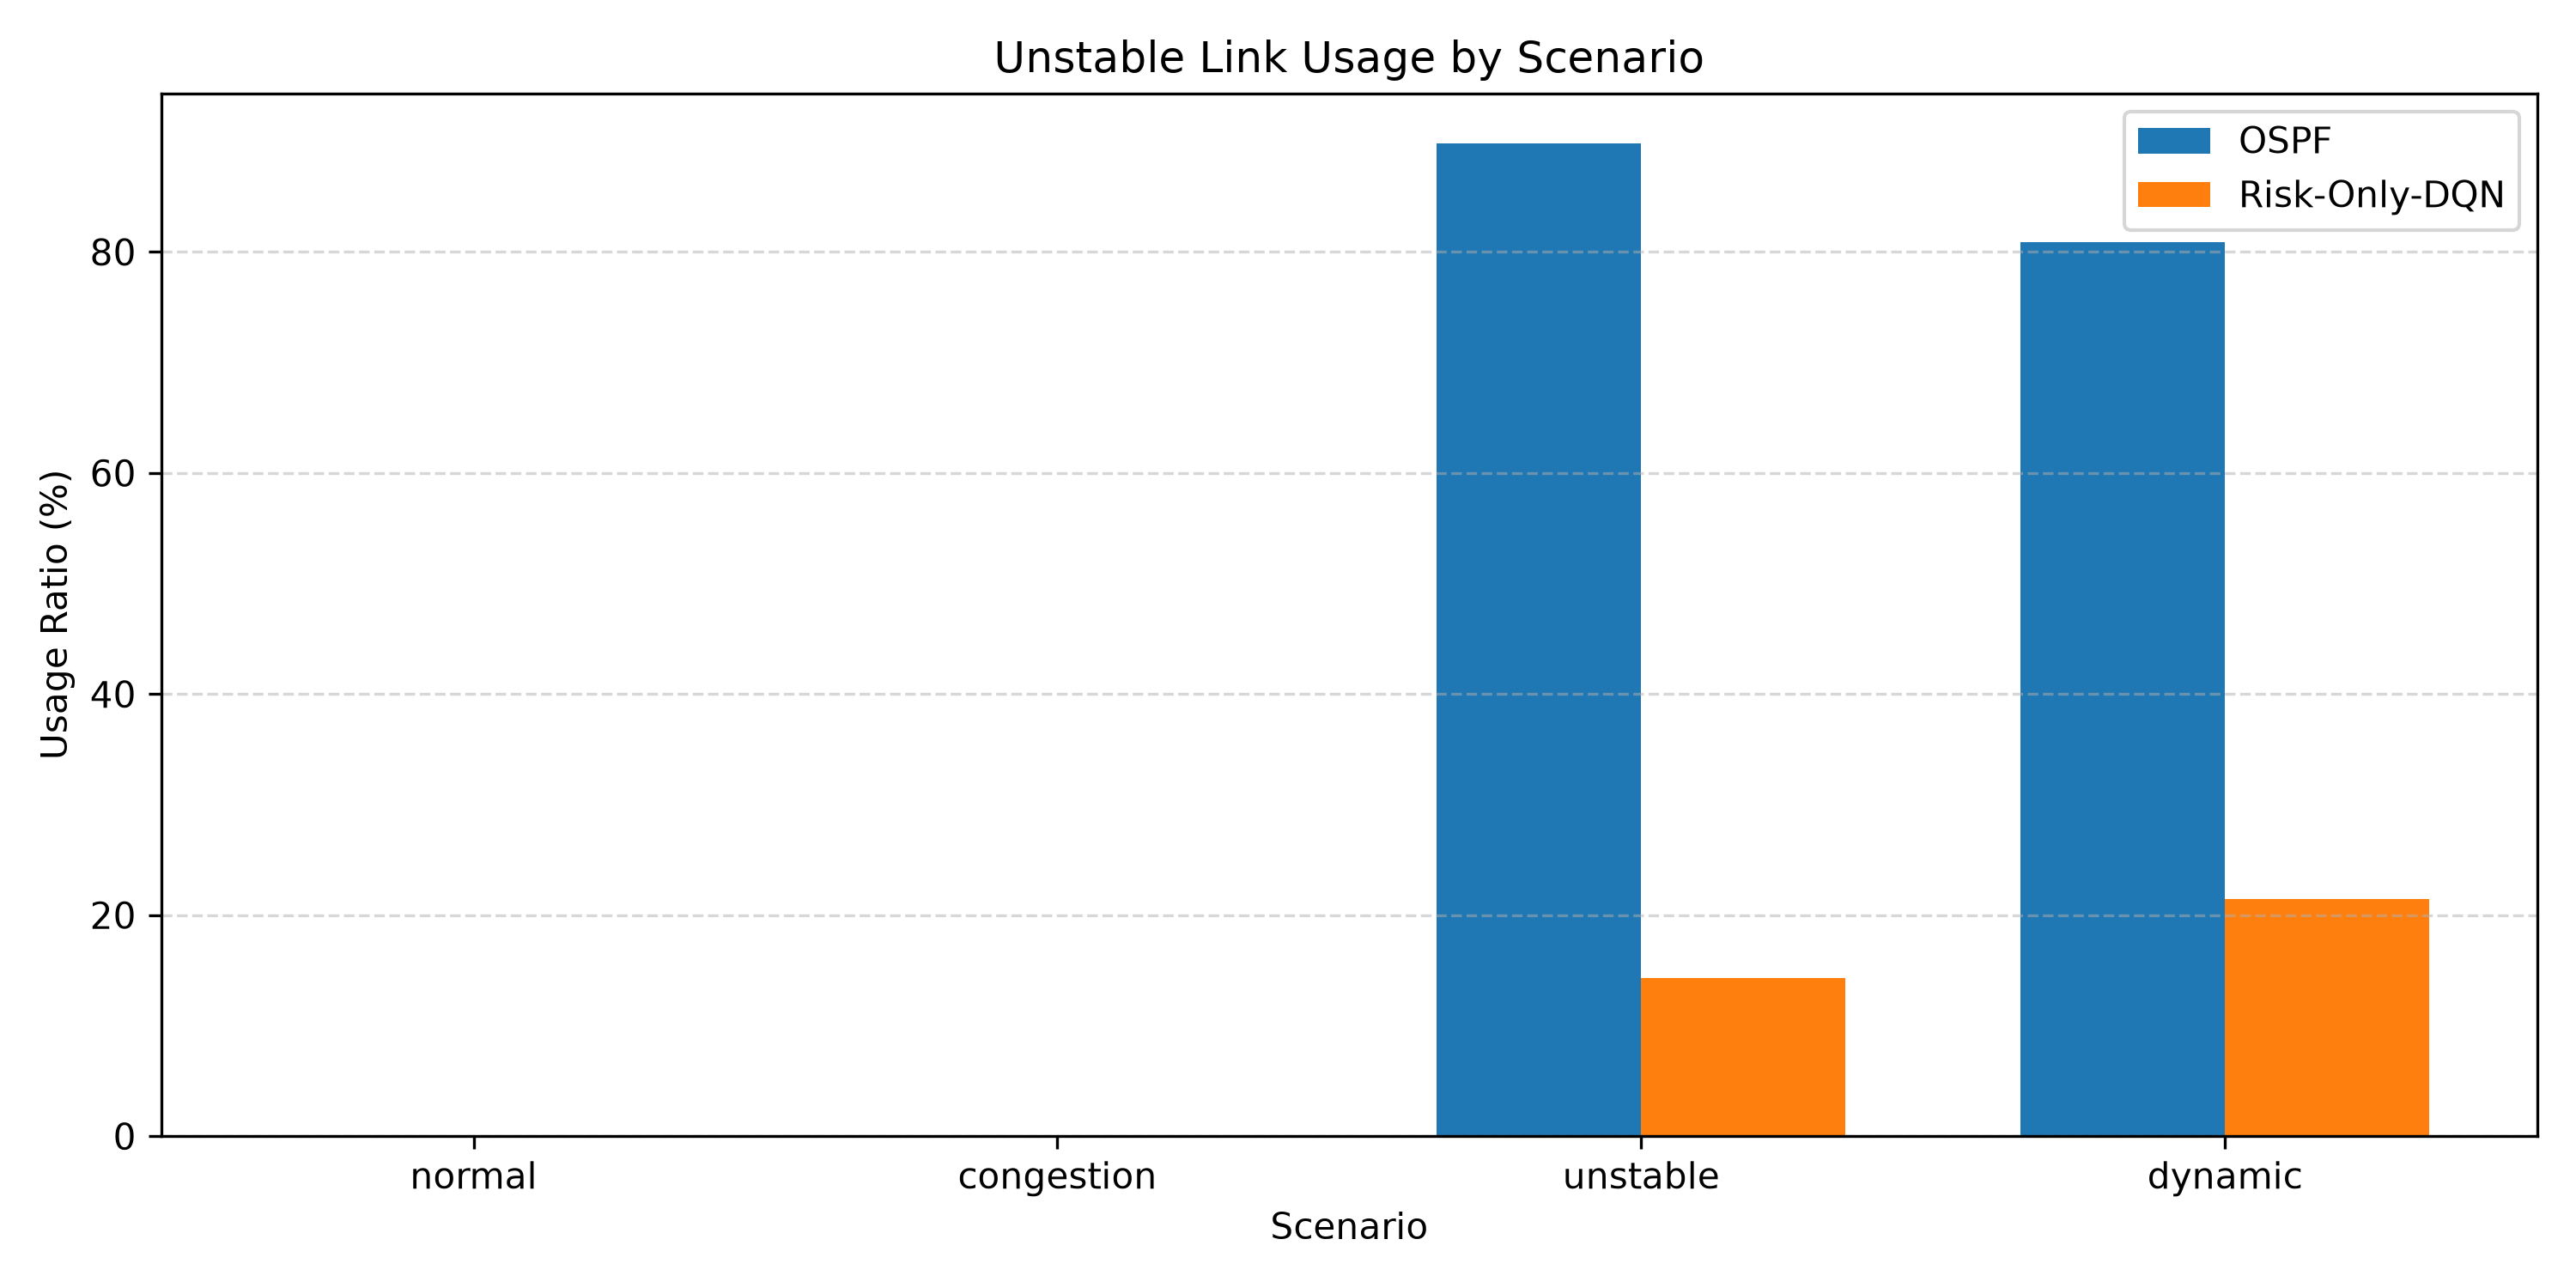 Unstable Link Usage by Scenario
OSPF
Risk-Only-DQN
Usage Ratio (%)
80
60
40
20
0
normal
congestion
unstable
dynamic
Scenario